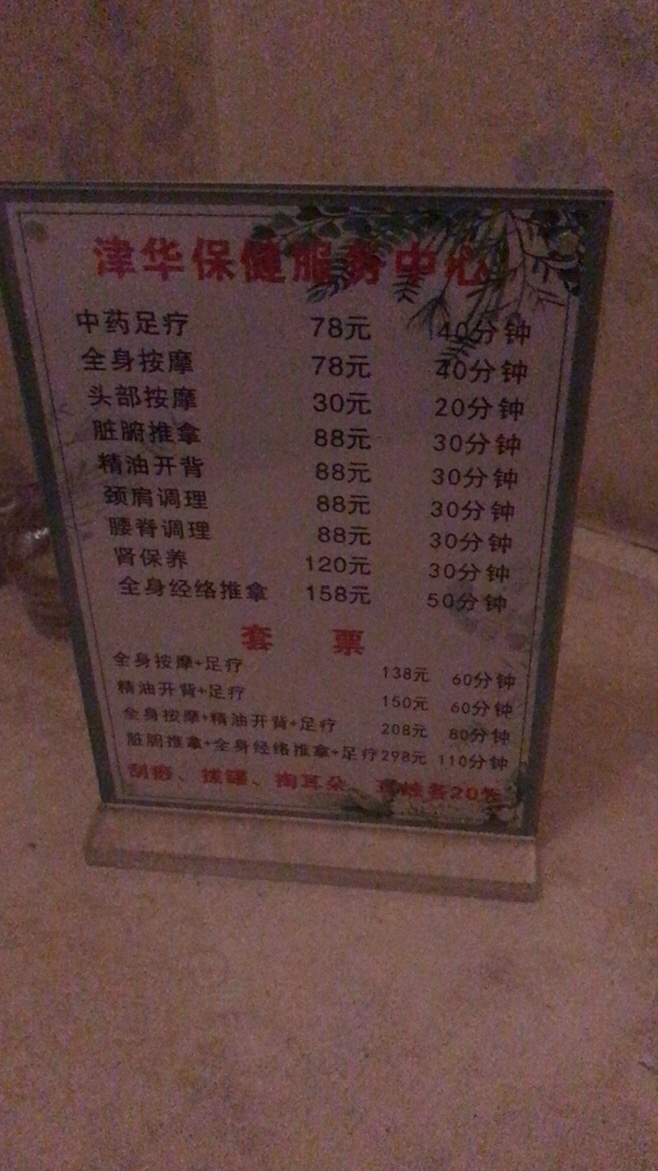 津华保健服务中心
中药足疗 78元 40分钟
全身按摩 78元 40分钟
头部按摩 30元 20分钟
脏腑推拿 88元 30分钟
精油开背 88元 30分钟
颈肩调理 88元 30分钟
腰脊调理 88元 30分钟
肾保养 120元 30分钟
全身经络推拿 158元 50分钟
套 票
全身按摩+足疗 138元 60分钟
精油开背+足疗 150元 60分钟
全身按摩+精油开背+足疗 208元 80分钟
脏腑推拿+全身经络推拿+足疗 298元 110分钟
刮痧、拔罐、掏耳朵、各20